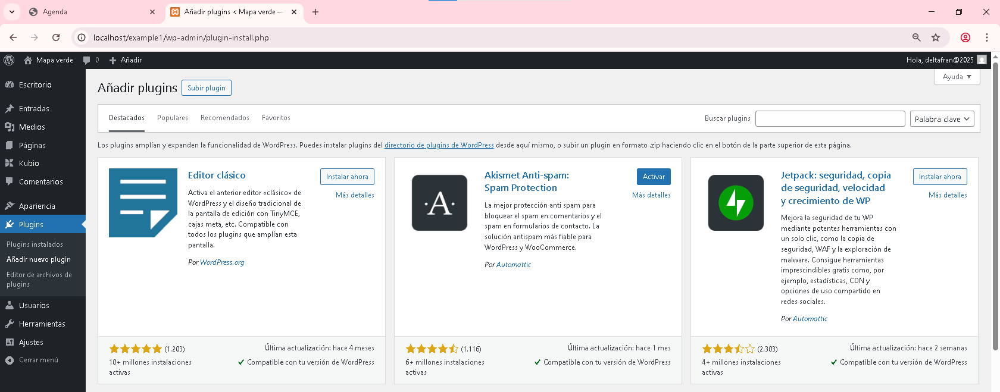 Agenda
Añadir plugins < Mapa verde —
localhost/example1/wp-admin/plugin-install.php
Mapa verde
0
Añadir
Hola, deltafran@2025
Escritorio
Entradas
Medios
Páginas
Kubio
Comentarios
Apariencia
Plugins
Plugins instalados
Añadir nuevo plugin
Editor de archivos de
plugins
Usuarios
Herramientas
Ajustes
Cerrar menú
Ayuda
Añadir plugins
Subir plugin
Destacados
Populares
Recomendados
Favoritos
Buscar plugins
Palabra clave
Los plugins amplían y expanden la funcionalidad de WordPress. Puedes instalar plugins del directorio de plugins de WordPress desde aquí mismo, o subir un plugin en formato .zip haciendo clic en el botón de la parte superior de esta página.
Editor clásico
Instalar ahora
Más detalles
Activa el anterior editor «clásico» de
WordPress y el diseño tradicional de
la pantalla de edición con TinyMCE,
cajas meta, etc. Compatible con
todos los plugins que amplían esta
pantalla.
Por WordPress.org
(1.203)
10+ millones instalaciones
activas
Última actualización: hace 4 meses
Compatible con tu versión de WordPress
·A·
Akismet Anti-spam:
Spam Protection
Activar
Más detalles
La mejor protección anti spam para
bloquear el spam en comentarios y el
spam en formularios de contacto. La
solución antispam más fiable para
WordPress y WooCommerce.
Por Automattic
(1.116)
6+ millones instalaciones
activas
Última actualización: hace 1 mes
Compatible con tu versión de WordPress
Jetpack: seguridad, copia
de seguridad, velocidad
y crecimiento de WP
Instalar ahora
Más detalles
Mejora la seguridad de tu WP
mediante potentes herramientas con
un solo clic, como la copia de
seguridad, WAF y la exploración de
malware. Consigue herramientas
imprescindibles gratis como, por
ejemplo, estadísticas, CDN y
opciones de uso compartido en
redes sociales.
Por Automattic
(2.303)
4+ millones instalaciones
activas
Última actualización: hace 2 semanas
Compatible con tu versión de WordPress